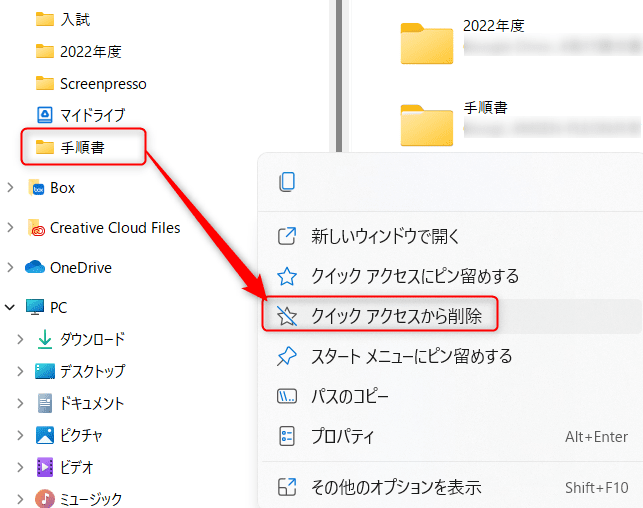 入試
2022年度
Screenpresso
マイドライブ
手順書
Box
Creative Cloud Files
OneDrive
PC
ダウンロード
デスクトップ
ドキュメント
ピクチャ
ビデオ
ミュージック
2022年度
手順書
新しいウィンドウで開く
クイック アクセスにピン留めする
クイック アクセスから削除
スタート メニューにピン留めする
パスのコピー
プロパティ Alt+Enter
その他のオプションを表示 Shift+F10